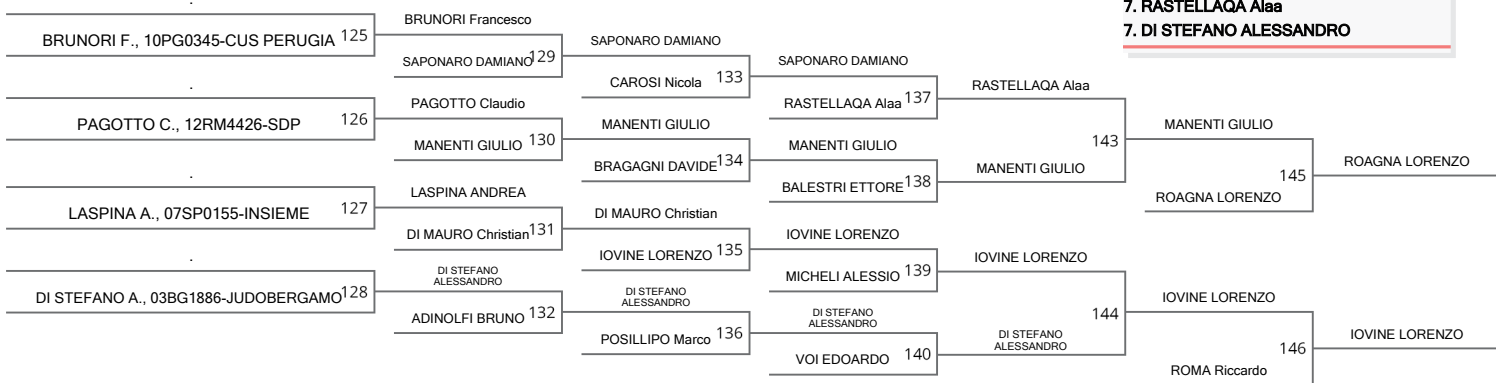 7. RASTELLAQA Alaa
7. DI STEFANO ALESSANDRO
.
BRUNORI F., 10PG0345-CUS PERUGIA
125
.
PAGOTTO C., 12RM4426-SDP
126
.
LASPINA A., 07SP0155-INSIEME
127
.
DI STEFANO A., 03BG1886-JUDOBERGAMO
128
BRUNORI Francesco
SAPONARO DAMIANO
129
PAGOTTO Claudio
MANENTI GIULIO
130
LASPINA ANDREA
DI MAURO Christian
131
DI STEFANO
ALESSANDRO
ADINOLFI BRUNO
132
SAPONARO DAMIANO
CAROSI Nicola
133
MANENTI GIULIO
BRAGAGNI DAVIDE
134
DI MAURO Christian
IOVINE LORENZO
135
DI STEFANO
ALESSANDRO
POSILLIPO Marco
136
SAPONARO DAMIANO
RASTELLAQA Alaa
137
MANENTI GIULIO
BALESTRI ETTORE
138
IOVINE LORENZO
MICHELI ALESSIO
139
DI STEFANO
ALESSANDRO
VOI EDOARDO
140
RASTELLAQA Alaa
143
MANENTI GIULIO
IOVINE LORENZO
144
DI STEFANO
ALESSANDRO
MANENTI GIULIO
145
ROAGNA LORENZO
IOVINE LORENZO
146
ROMA Riccardo
ROAGNA LORENZO
IOVINE LORENZO